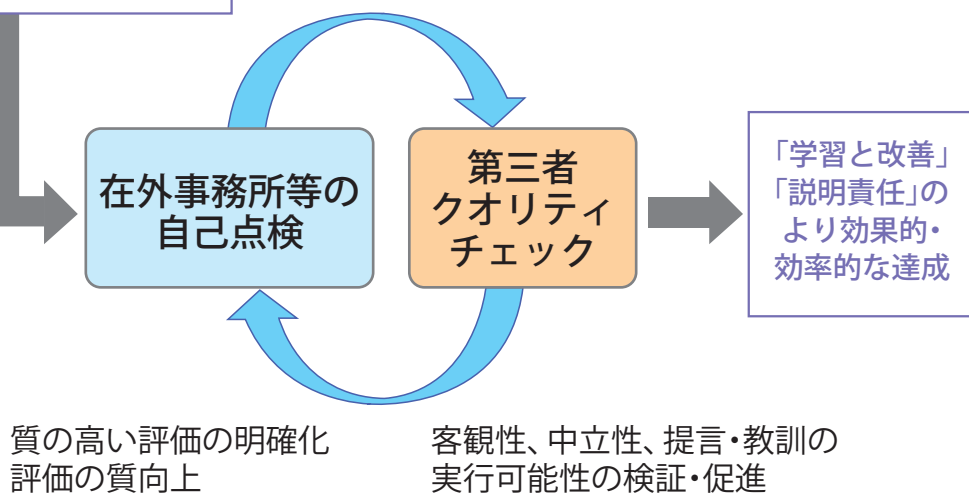 在外事務所等の
自己点検
第三者
クオリティ
チェック
「学習と改善」
「説明責任」の
より効果的・
効率的な達成
質の高い評価の明確化
評価の質向上
客観性、中立性、提言・教訓の
実行可能性の検証・促進